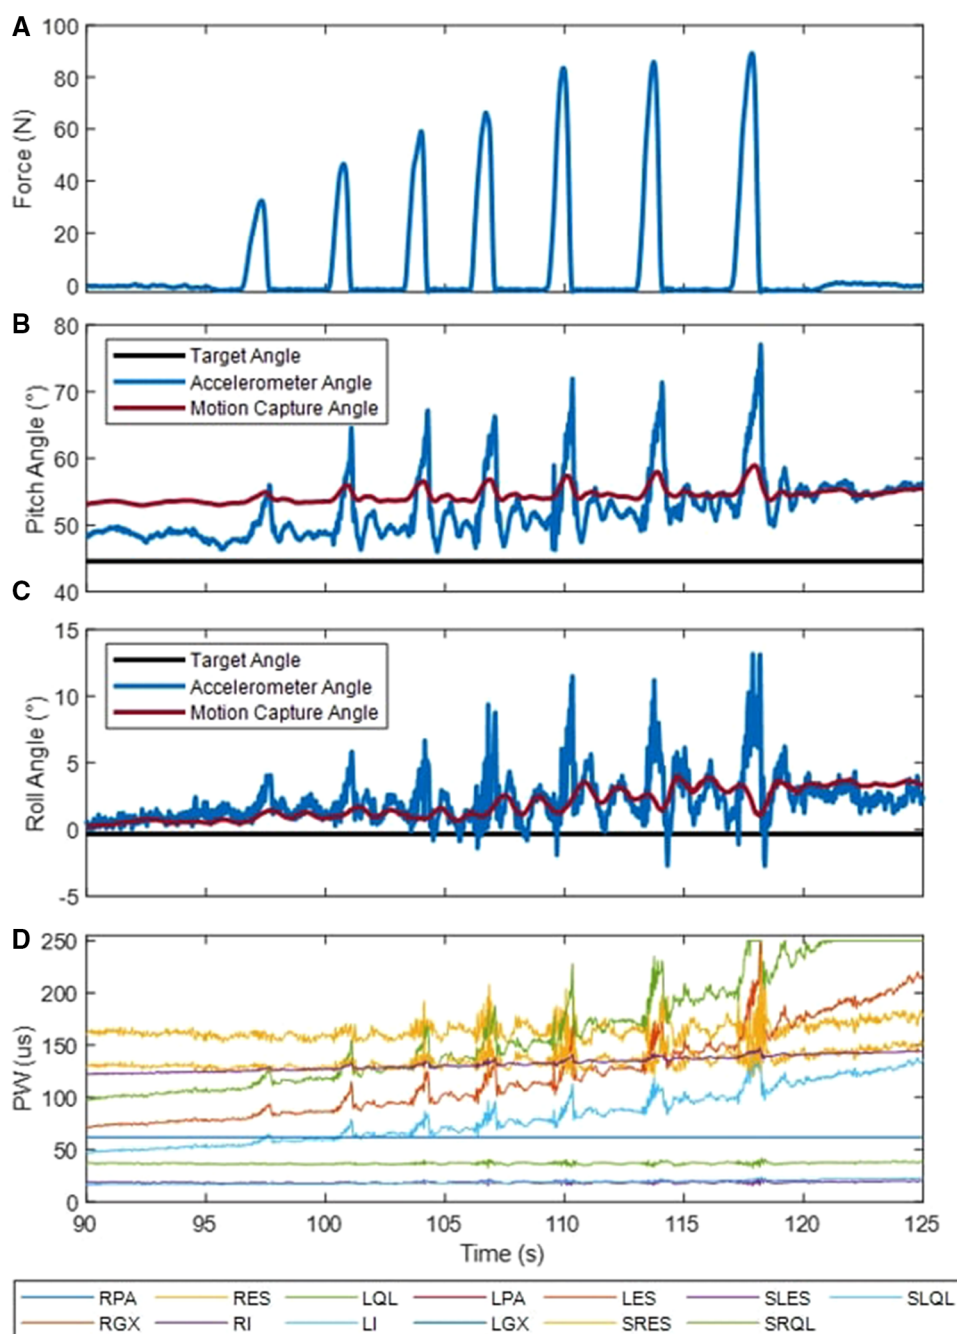 A
100
80
60
40
20
0
Force (N)
B
80
70
60
50
40
Pitch Angle (°)
Target Angle
Accelerometer Angle
Motion Capture Angle
C
15
10
5
0
-5
Roll Angle (°)
Target Angle
Accelerometer Angle
Motion Capture Angle
D
250
200
150
100
50
0
PW (us)
90 95 100 105 110 115 120 125
Time (s)
RPA RES LQL LPA LES SLES SLQL
RGX RI LI LGX SRES SRQL